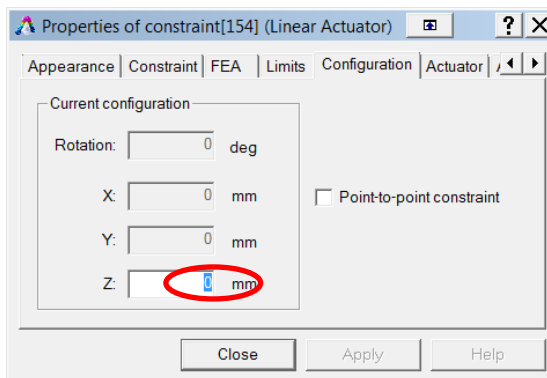 Properties of constraint[154] (Linear Actuator) ? X
Appearance Constraint FEA Limits Configuration Actuator
Current configuration
Rotation: 0 deg
X: 0 mm Point-to-point constraint
Y: 0 mm
Z: 0 mm
Close Apply Help